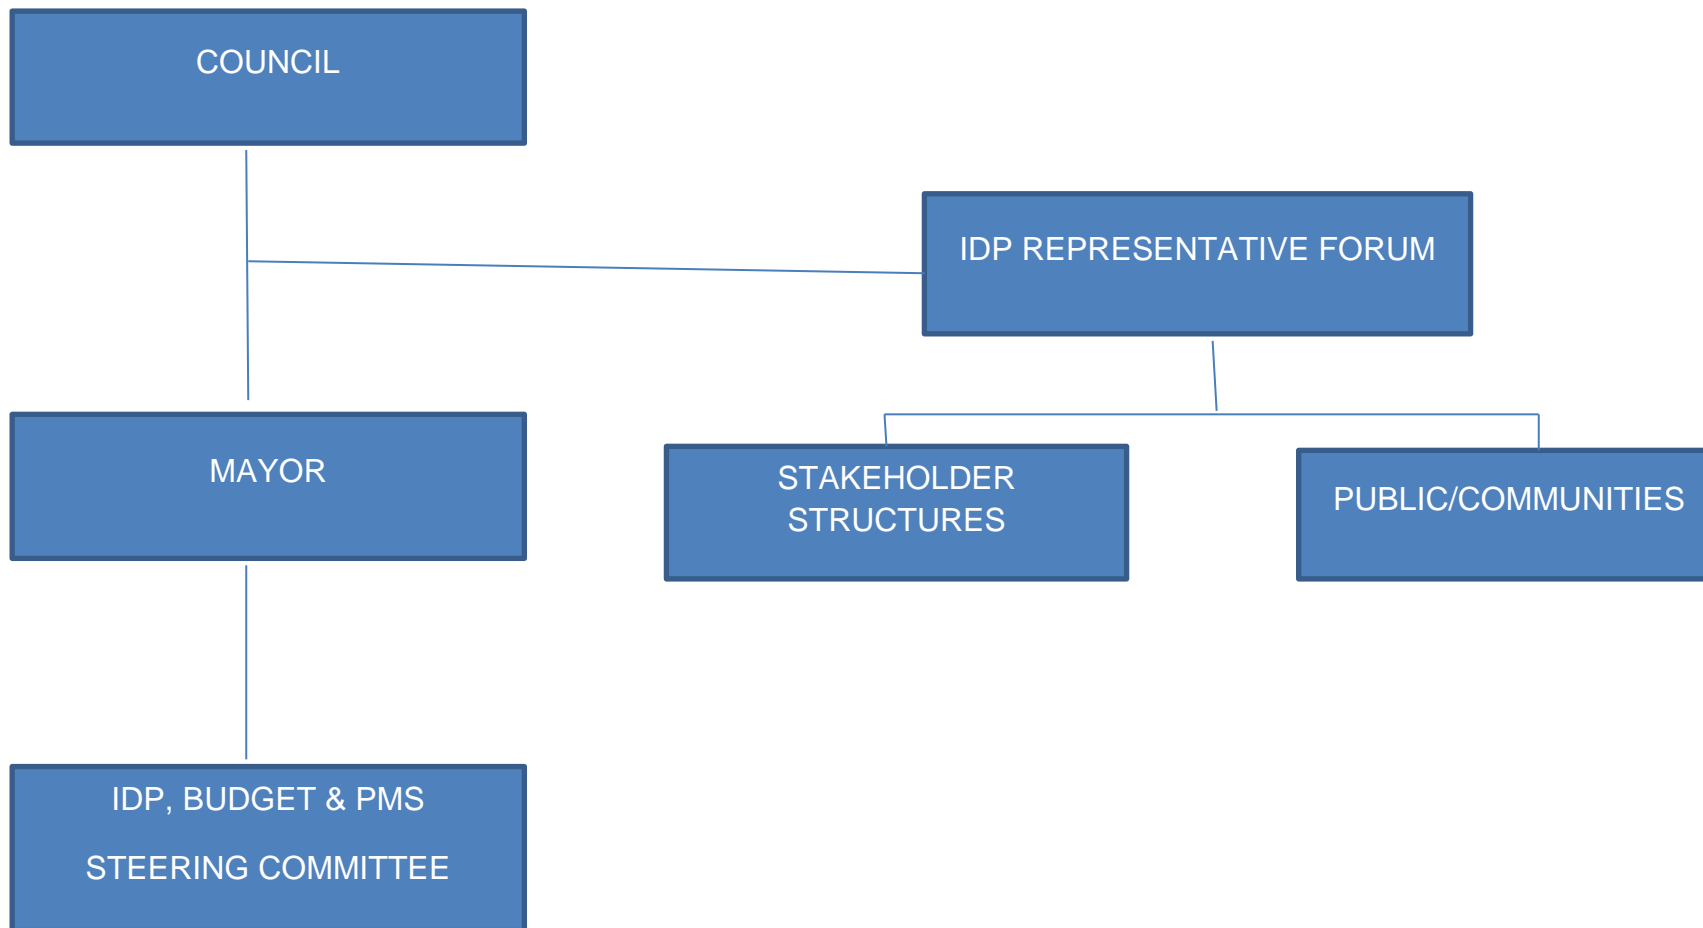 COUNCIL
IDP REPRESENTATIVE FORUM
MAYOR
STAKEHOLDER
STRUCTURES
PUBLIC/COMMUNITIES
IDP, BUDGET & PMS
STEERING COMMITTEE